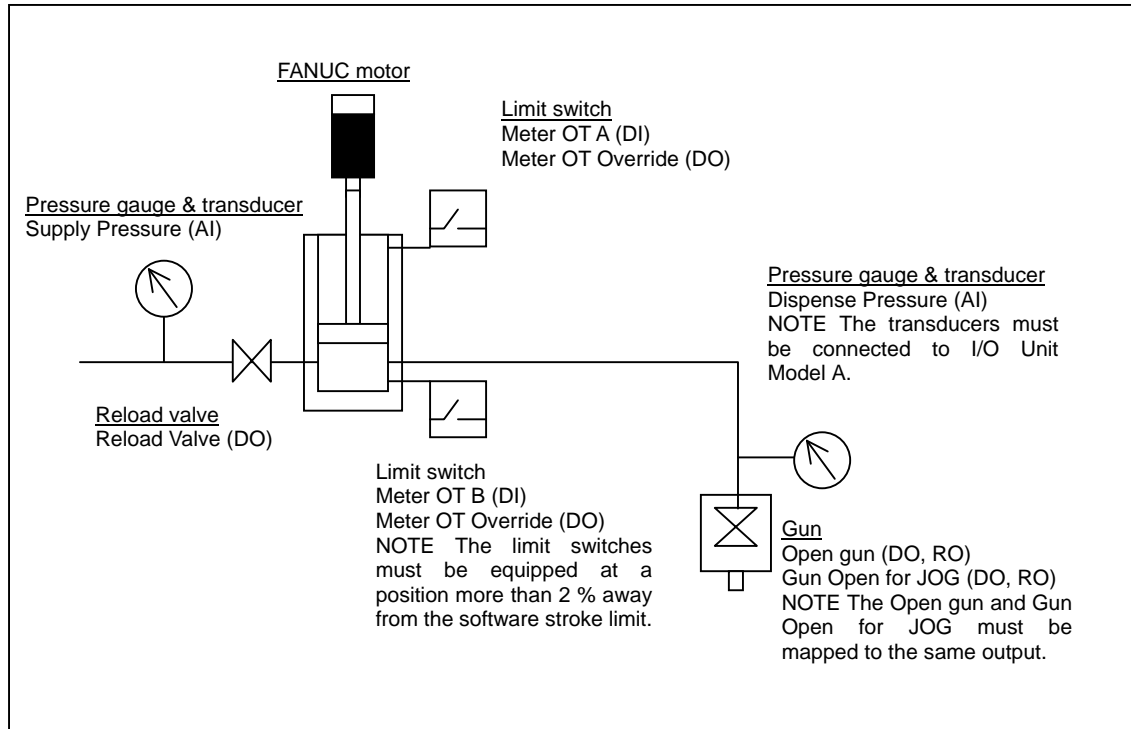 FANUC motor
Limit switch
Meter OT A (DI)
Meter OT Override (DO)
Pressure gauge & transducer
Supply Pressure (AI)
Pressure gauge & transducer
Dispense Pressure (AI)
NOTE The transducers must
be connected to I/O Unit
Model A.
Reload valve
Reload Valve (DO)
Limit switch
Meter OT B (DI)
Meter OT Override (DO)
NOTE The limit switches
must be equipped at a
position more than 2 % away
from the software stroke limit.
Gun
Open gun (DO, RO)
Gun Open for JOG (DO, RO)
NOTE The Open gun and Gun
Open for JOG must be
mapped to the same output.